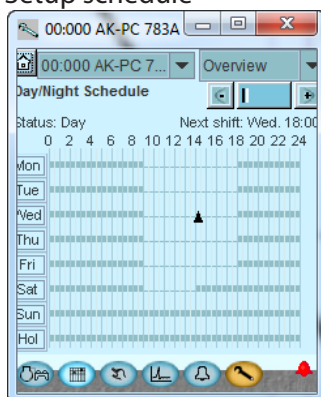 Setup schedule
00:000 AK-PC 783A
00:000 AK-PC 7... Overview
Day/Night Schedule
Status: Day Next shift: Wed. 18:00
0 2 4 6 8 10 12 14 16 18 20 22 24
Mon
Tue
Wed
Thu
Fri
Sat
Sun
Hol